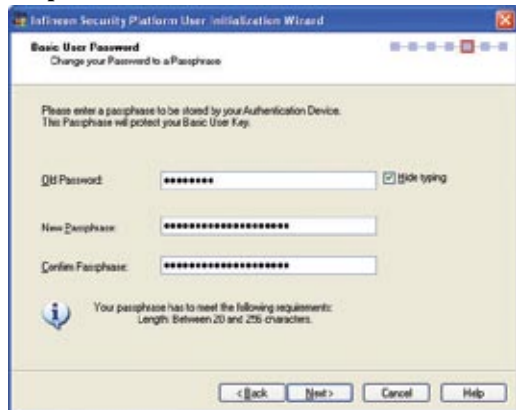 Infineon Security Platform User Initialization Wizard
Basic User Password
Change your Password to a Passphrase
Please enter a passphrase to be stored by your Authentication Device.
This Passphrase will protect your Basic User Key.
Old Password:
Hide typing
New Passphrase:
Confirm Passphrase:
Your passphrase has to meet the following requirements:
Length: Between 20 and 256 characters.
< Back
Next >
Cancel
Help